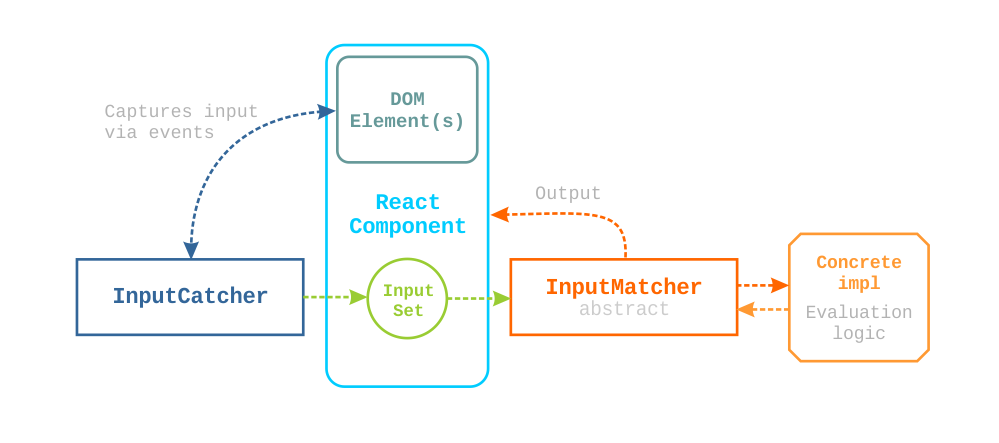 DOM
Element(s)
Captures input
via events
React
Component
Output
InputCatcher
Input
Set
InputMatcher
abstract
Concrete
impl
Evaluation
logic